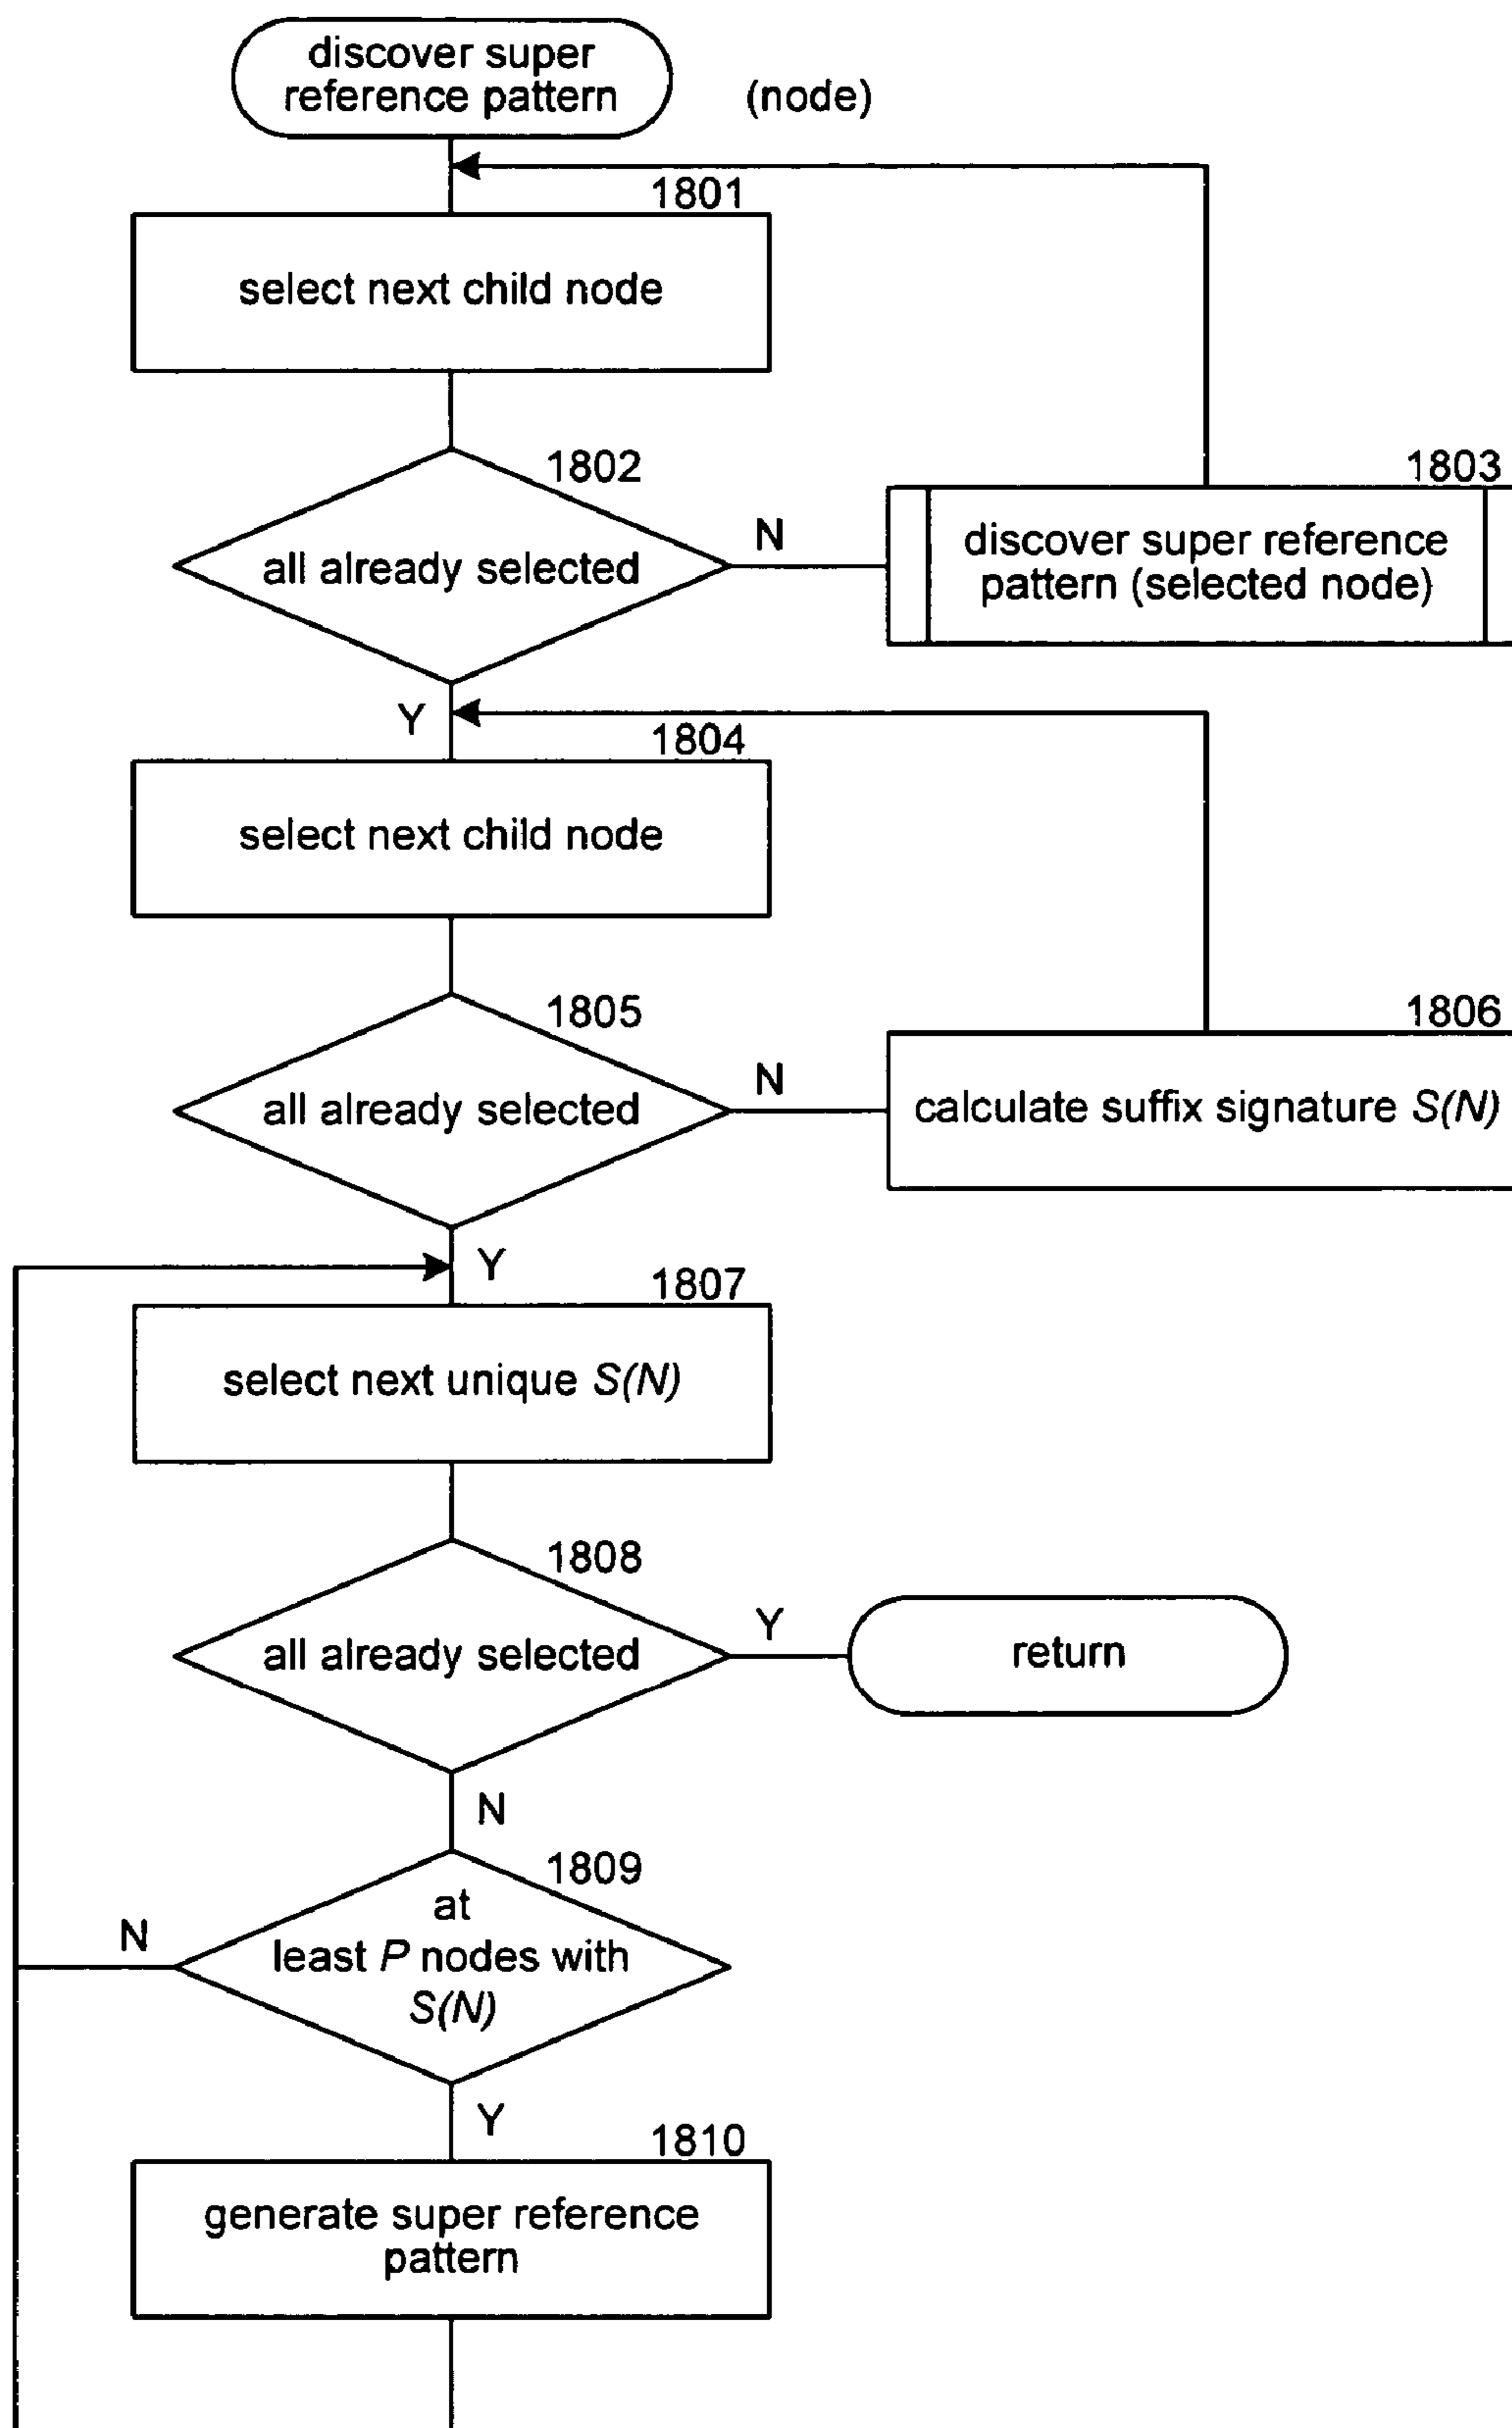 discover super
reference pattern
(node)
1801
select next child node
1802
all already selected
N
1803
discover super reference
pattern (selected node)
Y
1804
select next child node
1805
all already selected
N
1806
calculate suffix signature S(N)
Y
1807
select next unique S(N)
1808
all already selected
Y
return
N
1809
at
least P nodes with
S(N)
N
Y
1810
generate super reference
pattern